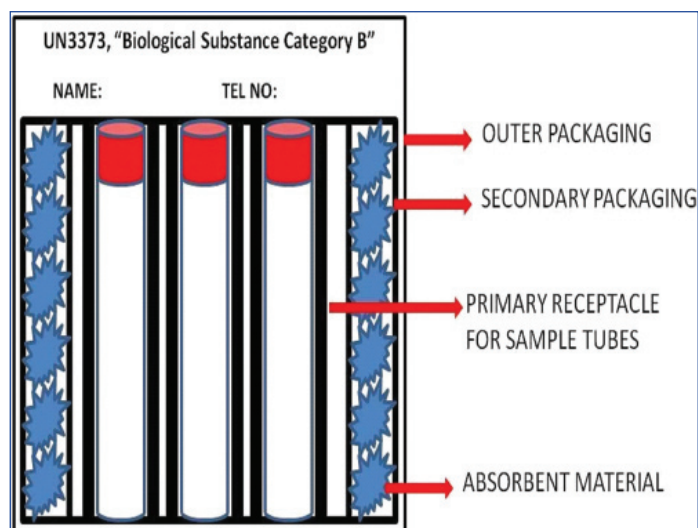 UN3373, “Biological Substance Category B”
NAME: TEL NO:
OUTER PACKAGING
SECONDARY PACKAGING
PRIMARY RECEPTACLE
FOR SAMPLE TUBES
ABSORBENT MATERIAL